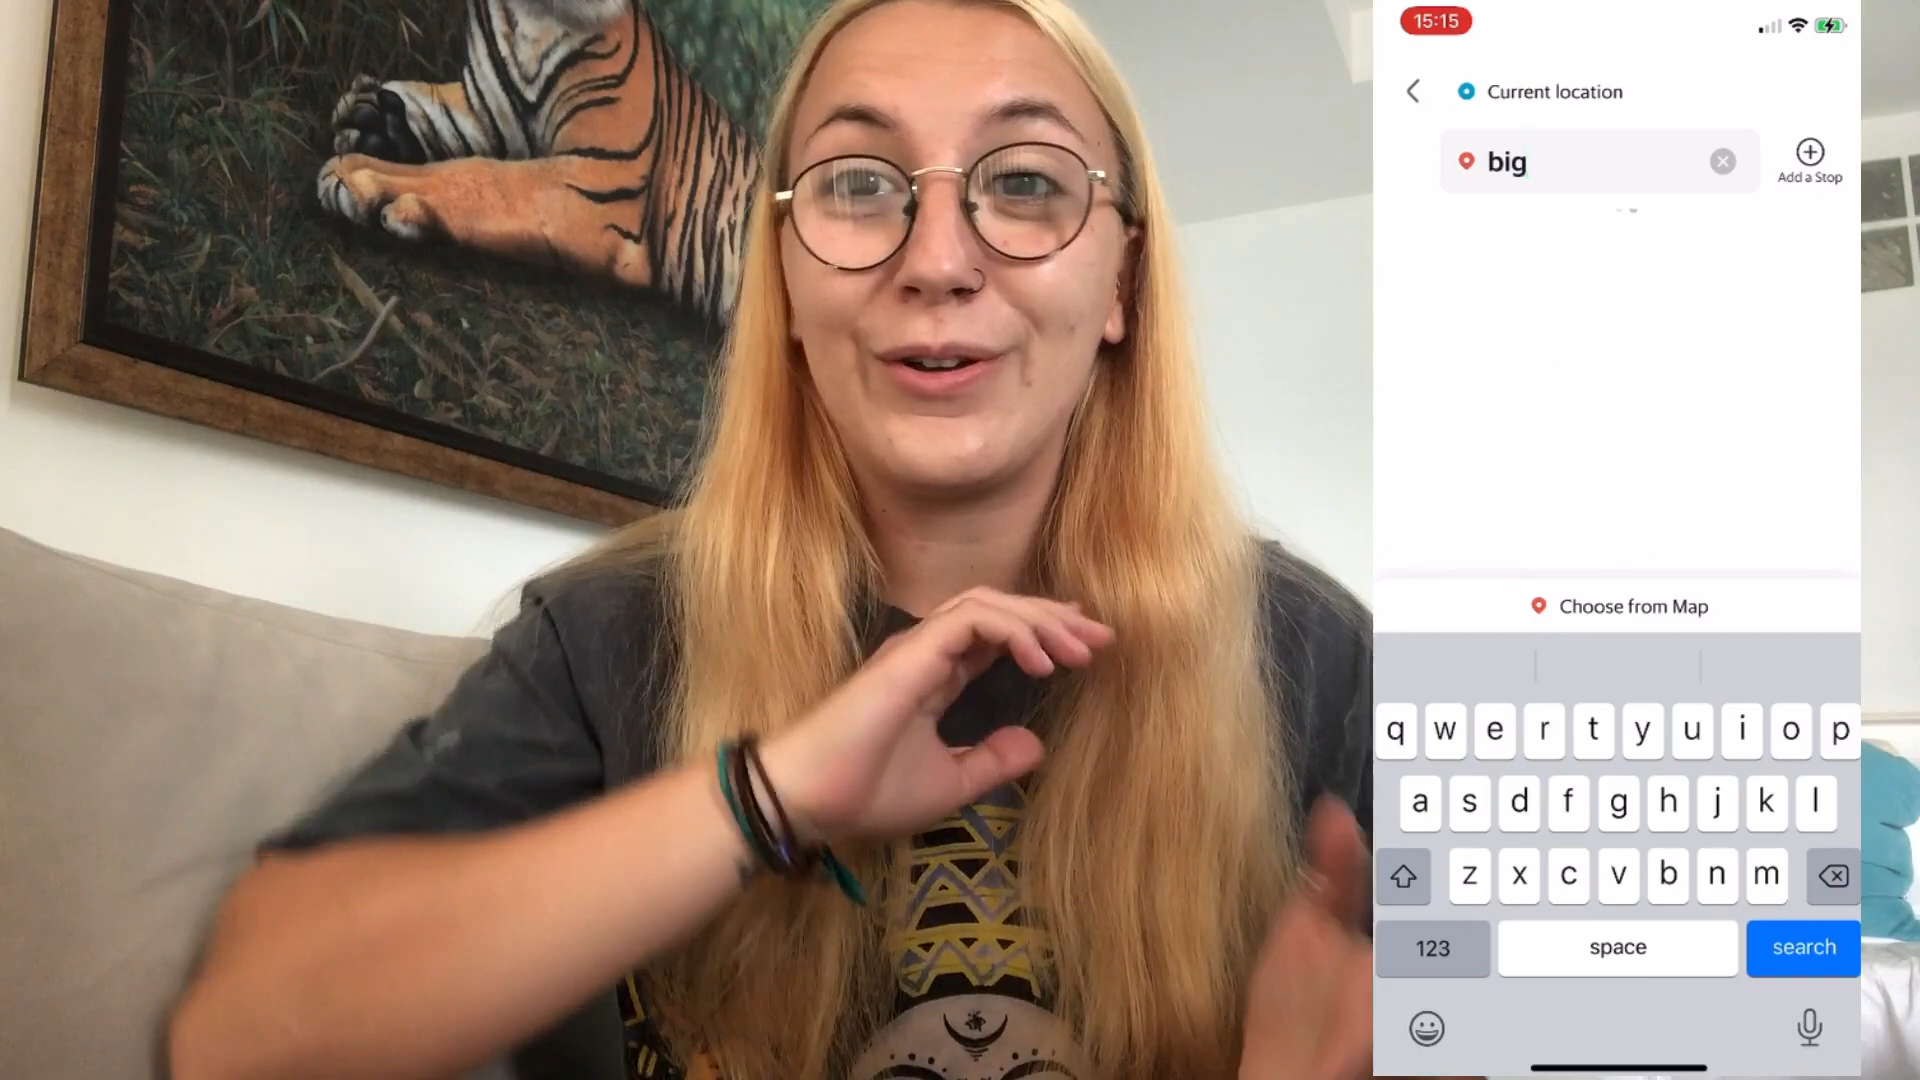 15:15
Current location
big
Add a Stop
Choose from Map
q w e r t y u i o p
a s d f g h j k l
z x c v b n m
123 space search